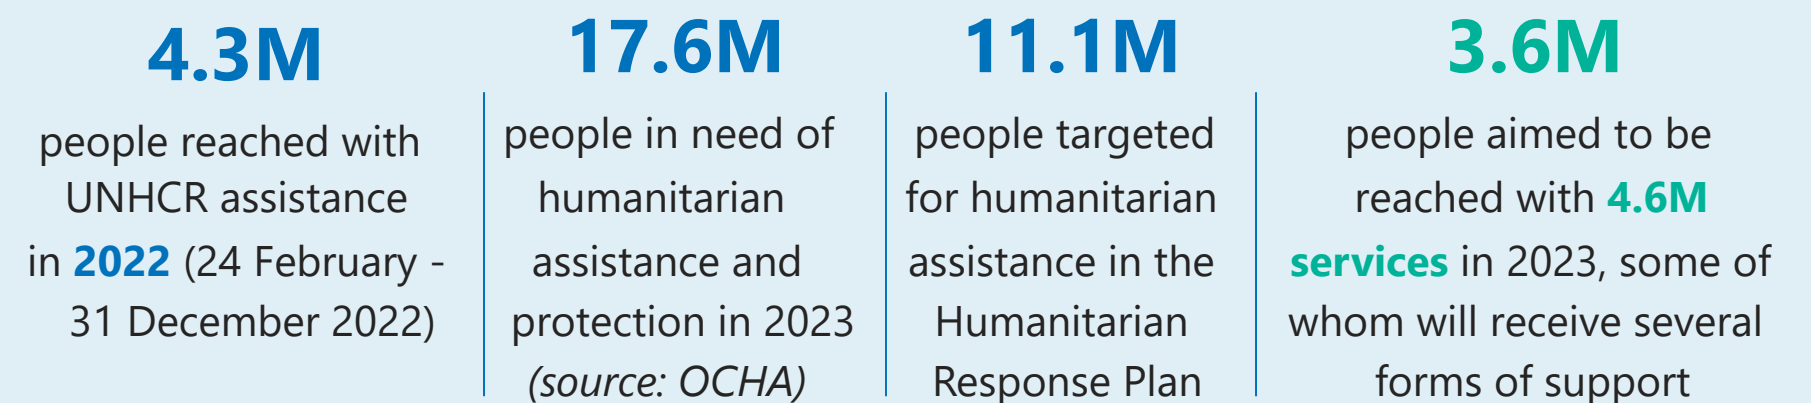 4.3M
people reached with
UNHCR assistance
in 2022 (24 February -
31 December 2022)
17.6M
people in need of
humanitarian
assistance and
protection in 2023
(source: OCHA)
11.1M
people targeted
for humanitarian
assistance in the
Humanitarian
Response Plan
3.6M
people aimed to be
reached with 4.6M
services in 2023, some of
whom will receive several
forms of support